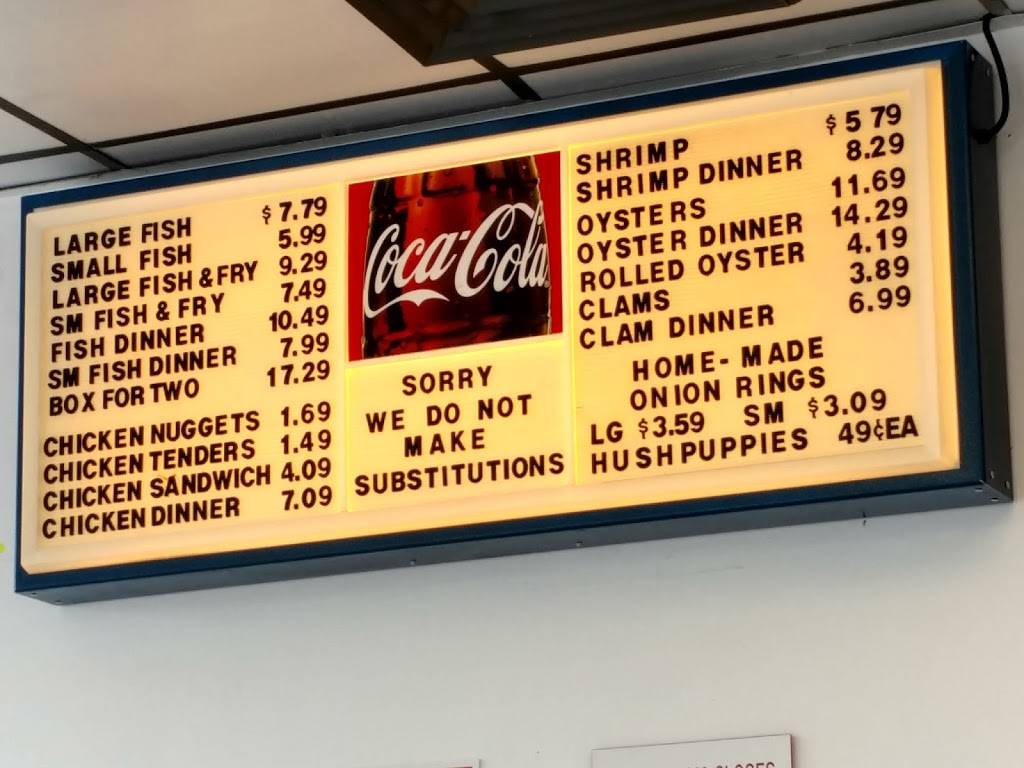 LARGE FISH $ 7.79
SMALL FISH 5.99
LARGE FISH & FRY 9.29
SM FISH & FRY 7.49
FISH DINNER 10.49
SM FISH DINNER 7.99
BOX FOR TWO 17.29
CHICKEN NUGGETS 1.69
CHICKEN TENDERS 1.49
CHICKEN SANDWICH 4.09
CHICKEN DINNER 7.09
Coca-Cola
SORRY
WE DO NOT
MAKE
SUBSTITUTIONS
SHRIMP $ 5 79
SHRIMP DINNER 8.29
OYSTERS 11.69
OYSTER DINNER 14.29
ROLLED OYSTER 4.19
CLAMS 3.89
CLAM DINNER 6.99
HOME-MADE
ONION RINGS
LG $3.59 SM $3.09
HUSHPUPPIES 49¢EA